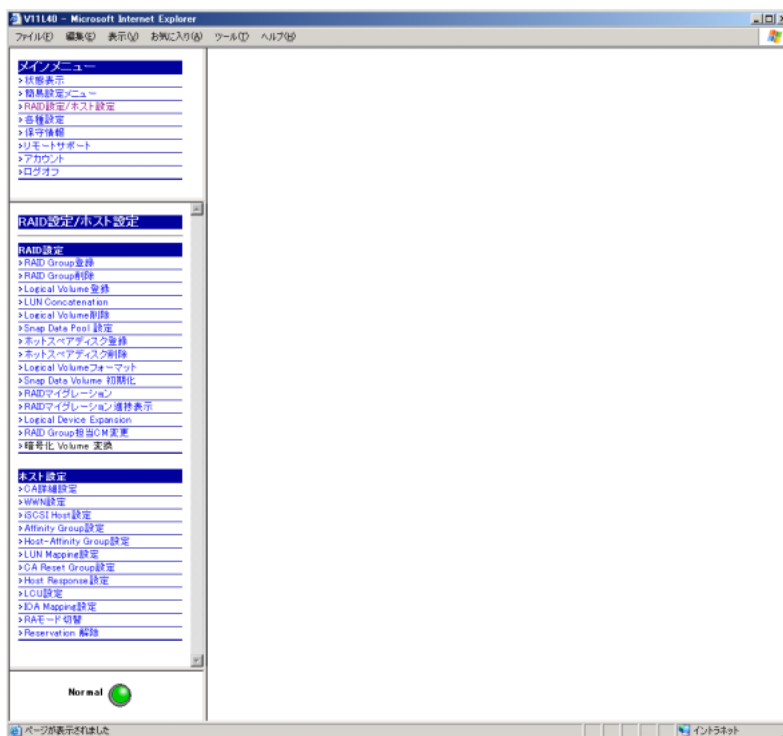 V11L40 - Microsoft Internet Explorer
ファイル(F) 編集(E) 表示(V) お気に入り(A) ツール(T) ヘルプ(H)
メインメニュー
>状態表示
>簡易設定メニュー
>RAID設定/ホスト設定
>各種設定
>保守情報
>リモートサポート
>アカウント
>ログオフ
RAID設定/ホスト設定
RAID設定
>RAID Group登録
>RAID Group削除
>Logical Volume登録
>LUN Concatenation
>Logical Volume削除
>Snap Data Pool 設定
>ホットスペアディスク登録
>ホットスペアディスク削除
>Logical Volumeフォーマット
>Snap Data Volume 初期化
>RAIDマイグレーション
>RAIDマイグレーション進捗表示
>Logical Device Expansion
>RAID Group担当CM変更
>暗号化 Volume 変換
ホスト設定
>CA詳細設定
>WWN設定
>iSCSI Host設定
>Affinity Group設定
>Host-Affinity Group設定
>LUN Mapping設定
>CA Reset Group設定
>Host Response設定
>LCU設定
>IOA Mapping設定
>RAモード切替
>Reservation 解除
Normal
ページが表示されました
イントラネット